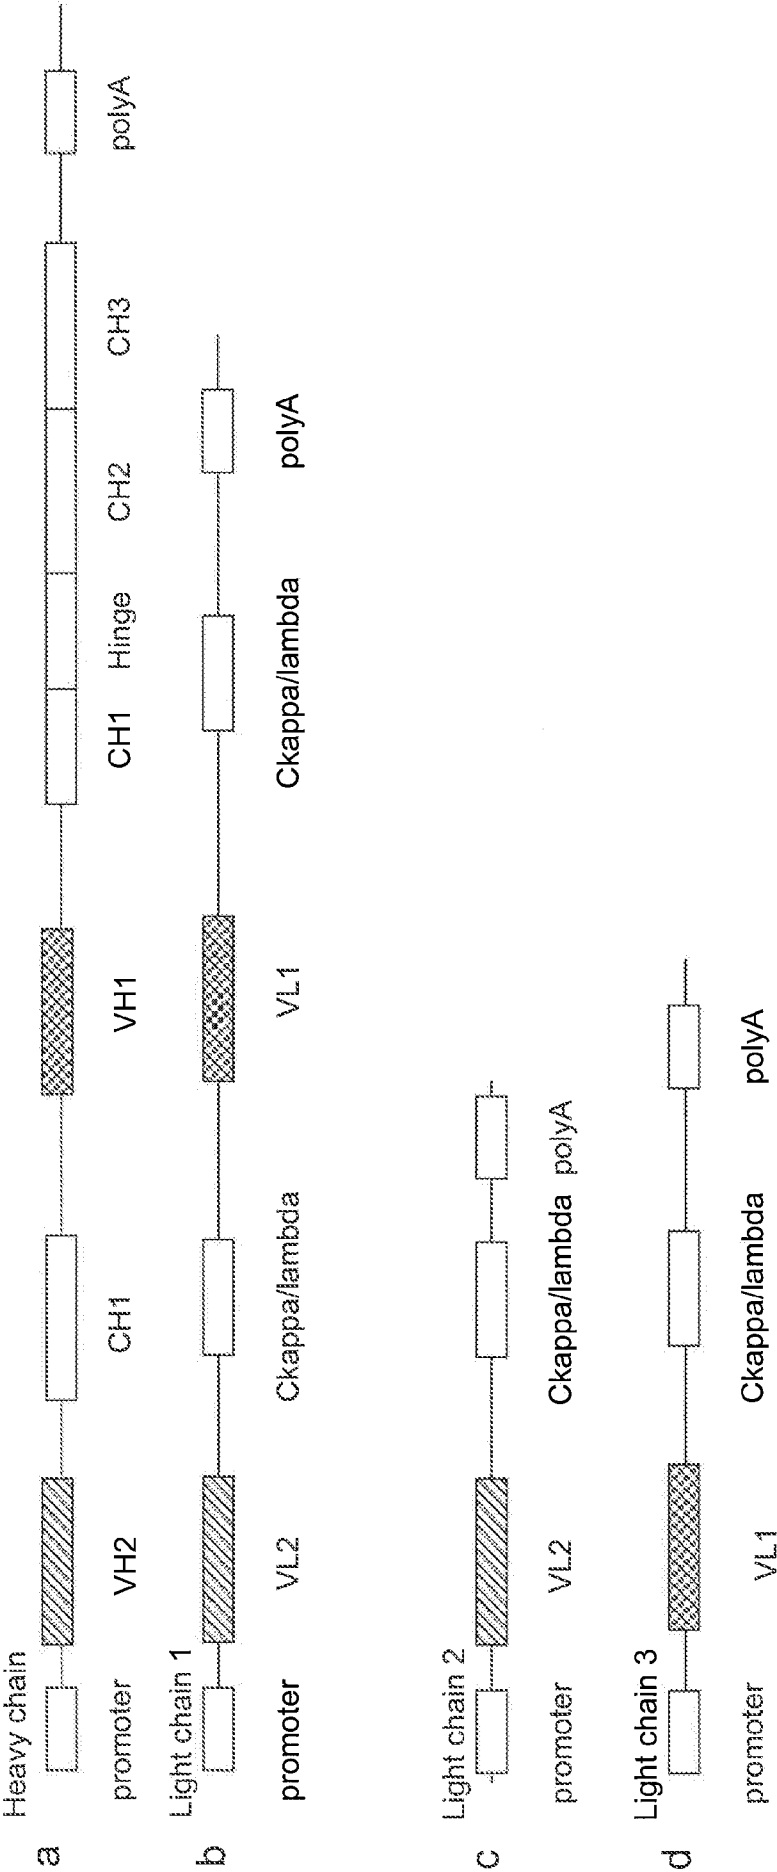 a
Heavy chain
promoter VH2 CH1 VH1 CH1 Hinge CH2 CH3 polyA
b
Light chain 1
promoter VL2 Ckappa/lambda VL1 Ckappa/lambda polyA
c
Light chain 2
promoter VL2 Ckappa/lambda polyA
d
Light chain 3
promoter VL1 Ckappa/lambda polyA